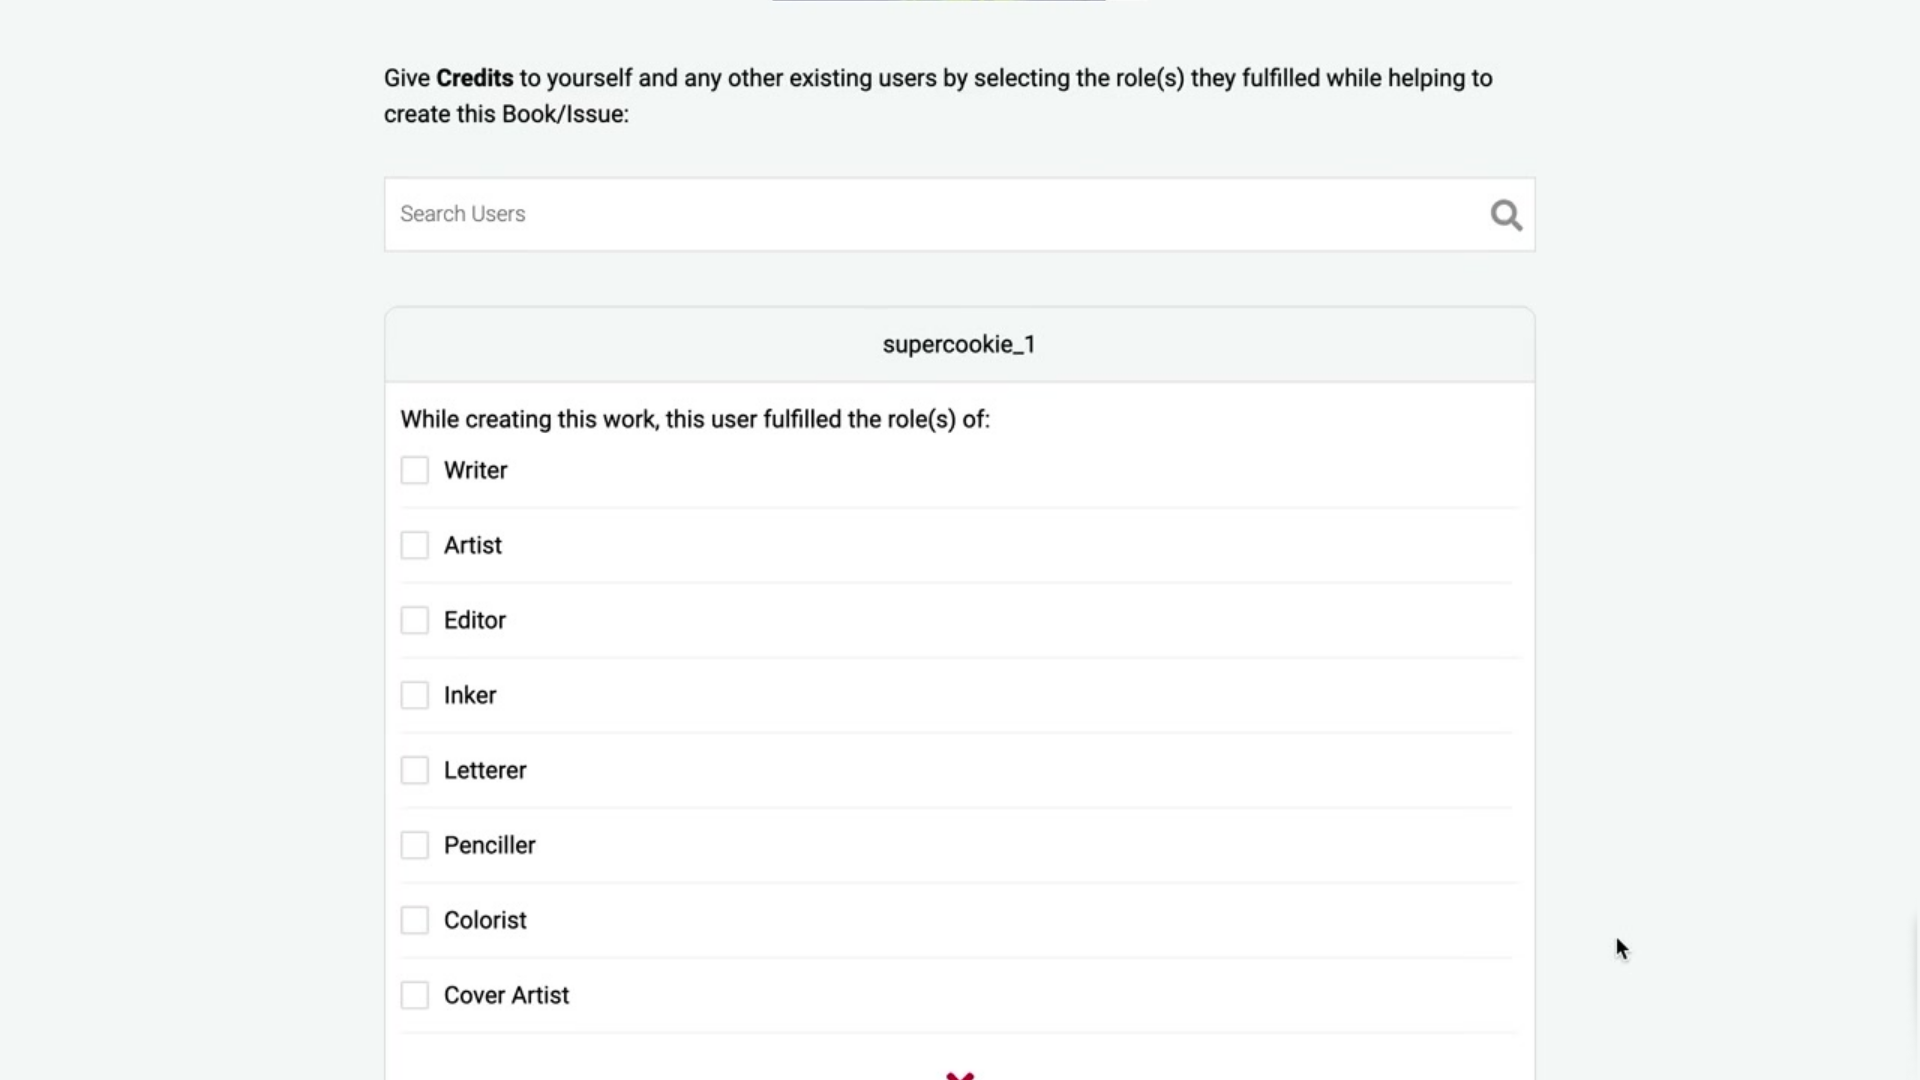 Give Credits to yourself and any other existing users by selecting the role(s) they fulfilled while helping to
create this Book/Issue:
Search Users
supercookie_1
While creating this work, this user fulfilled the role(s) of:
Writer
Artist
Editor
Inker
Letterer
Penciller
Colorist
Cover Artist